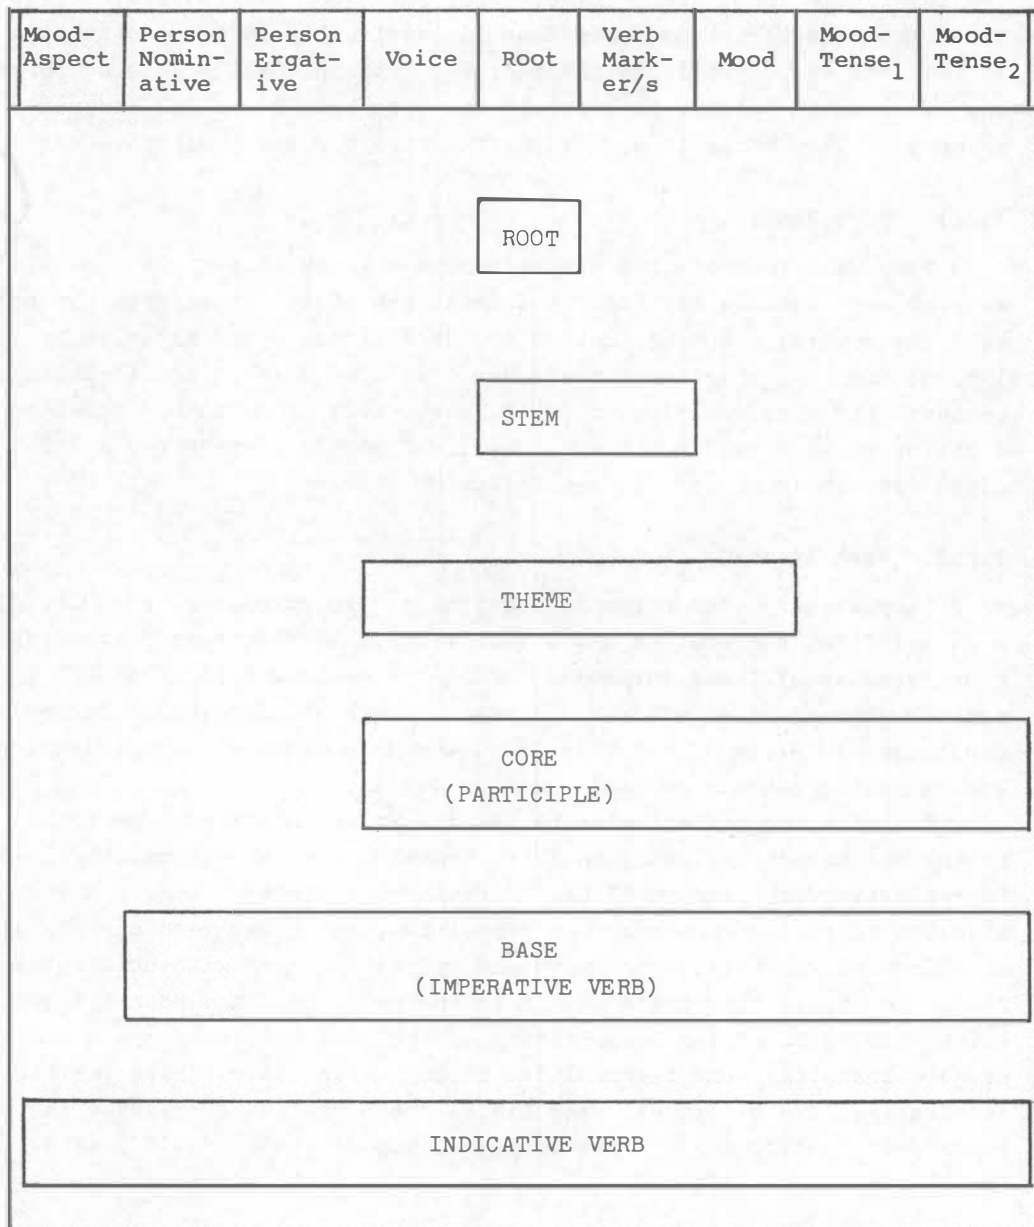 Mood-Aspect
Person Nomin-ative
Person Ergat-ive
Voice
Root
Verb Mark-er/s
Mood
Mood-Tense₁
Mood-Tense₂
ROOT
STEM
THEME
CORE
(PARTICIPLE)
BASE
(IMPERATIVE VERB)
INDICATIVE VERB